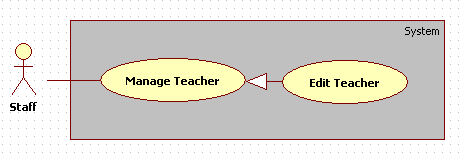 System
Manage Teacher
Edit Teacher
Staff